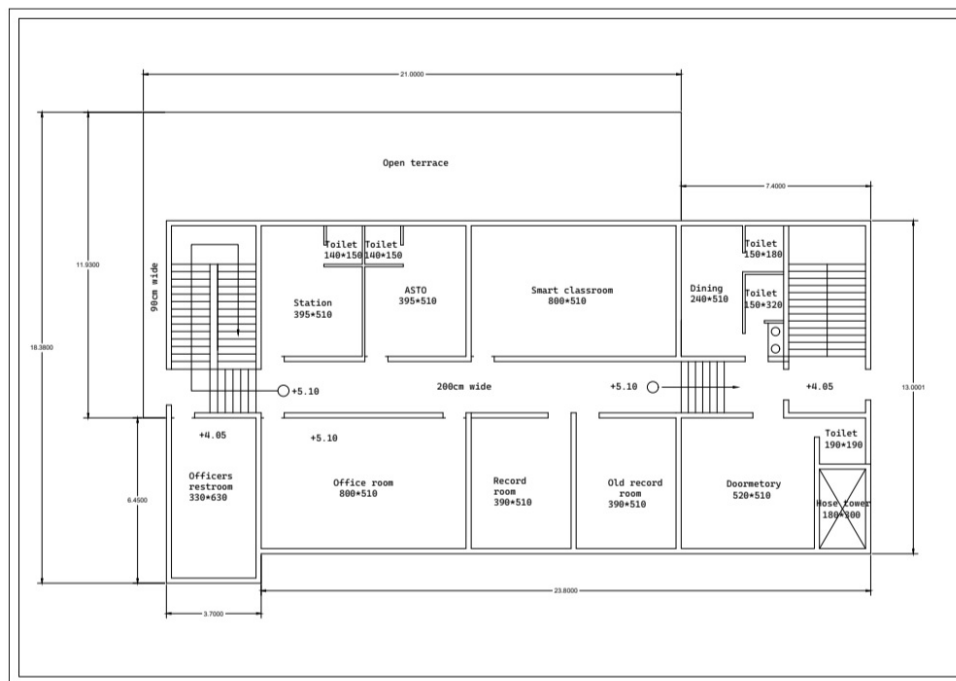 21.0000
Open terrace
7.4000
Toilet
140*150
Toilet
140*150
Toilet
150*180
11.9300
90cm wide
Station
395*510
ASTO
395*510
Smart classroom
800*510
Dining
240*510
Toilet
150*320
18.3800
+5.10
200cm wide
+5.10
+4.05
13.0001
+4.05
+5.10
Toilet
190*190
6.4500
Officers
restroom
330*630
Office room
800*510
Record
room
390*510
Old record
room
390*510
Doormetory
520*510
Hose tower
180*300
23.8000
3.7000